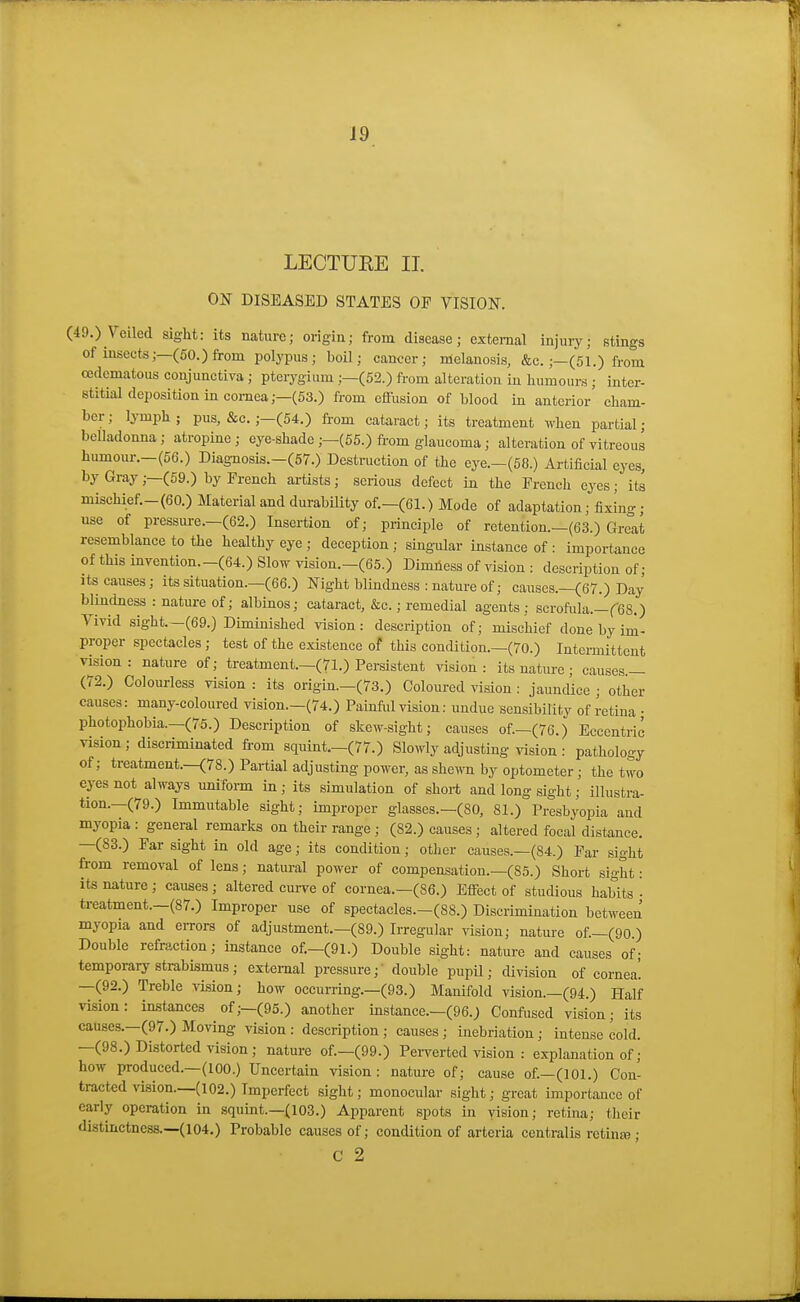 19
LECTURE II.
ON DISEASED STATES OF VISION.
(49.) Veiled sight: its nature; origin; from disease; external injury; stings
of insects;—(50.) from polypus; boil; cancer; melanosis, &c.;—(51.) from
œdematous conjunctiva; pterygium;—(52.) from alteration in humours; inter-
stitial deposition in cornea;—(53.) from effusion of blood in anterior cham-
ber; lymph; pus, &c.;—(54.) from cataract; its treatment when partial;
belladonna; atropine; eye-shade;—(55.) from glaucoma; alteration of vitreous
humour.—(56.) Diagnosis.—(57.) Destruction of the eye.—(58.) Artificial eyes,
by Gray;—(59.) by French artists; serious defect in the French eyes; its
mischief.—(60.) Material and durability of.—(61.) Mode of adaptation; fixing;
use of pressure.—(62.) Insertion of; principle of retention.—(63.) Great
resemblance to the healthy eye; deception; singular instance of: importance
of this invention.—(64.) Slow vision.—(65.) Dimness of vision: description of;
its causes; its situation.—(66.) Night blindness: nature of; causes.—(67.) Day
blindness: nature of; albinos; cataract, &c.; remedial agents; scrofula.—(68.)
Vivid sight.—(69.) Diminished vision: description of; mischief done by im-
proper spectacles; test of the existence of this condition.—(70.) Intermittent
vision: nature of; treatment.—(71.) Persistent vision: its nature; causes.—
(72.) Colourless vision: its origin.—(73.) Coloured vision: jaundice; other
causes: many-coloured vision.—(74.) Painful vision: undue sensibility of retina;
photophobia.—(75.) Description of skew-sight; causes of.—(76.) Eccentric
vision; discriminated from squint.—(77.) Slowly adjusting vision: pathology
of; treatment.—(78.) Partial adjusting power, as shewn by optometer; the two
eyes not always uniform in; its simulation of short and long sight; illustra-
tion.—(79.) Immutable sight; improper glasses.—(80, 81.) Presbyopia and
myopia: general remarks on their range; (82.) causes; altered focal distance.
—(83.) Far sight in old age; its condition; other causes.—(84.) Far sight
from removal of lens; natural power of compensation.—(85.) Short sight:
its nature; causes; altered curve of cornea.—(86.) Effect of studious habits;
treatment.—(87.) Improper use of spectacles.—(88.) Discrimination between
myopia and errors of adjustment.—(89.) Irregular vision; nature of.—(90.)
Double refraction; instance of.—(91.) Double sight: nature and causes of;
temporary strabismus; external pressure; double pupil; division of cornea.
—(92.) Treble vision; how occurring.—(93.) Manifold vision.—(94.) Half
vision: instances of;—(95.) another instance.—(96.) Confused vision; its
causes.—(97.) Moving vision: description; causes; inebriation; intense cold.
—(98.) Distorted vision; nature of.—(99.) Perverted vision: explanation of;
how produced.—(100.) Uncertain vision: nature of; cause of.—(101.) Con-
tracted vision.—(102.) Imperfect sight; monocular sight; great importance of
early operation in squint.—(103.) Apparent spots in vision; retina; their
distinctness.—(104.) Probable causes of; condition of arteria centralis retinæ;
C 2